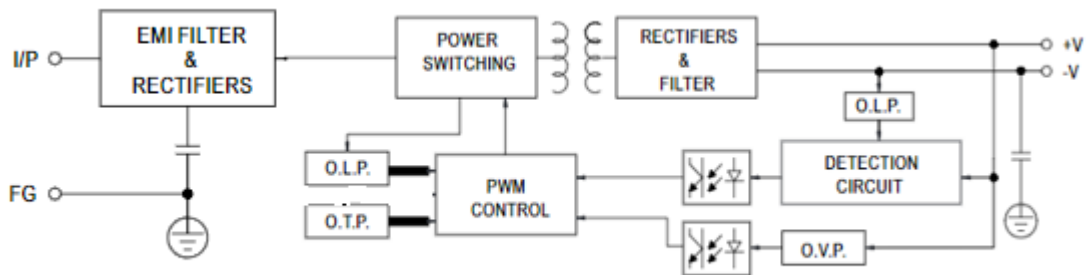 I/P
EMI FILTER
&
RECTIFIERS
POWER
SWITCHING
RECTIFIERS
&
FILTER
+V
-V
O.L.P.
O.L.P.
PWM
CONTROL
DETECTION
CIRCUIT
FG
O.T.P.
O.V.P.